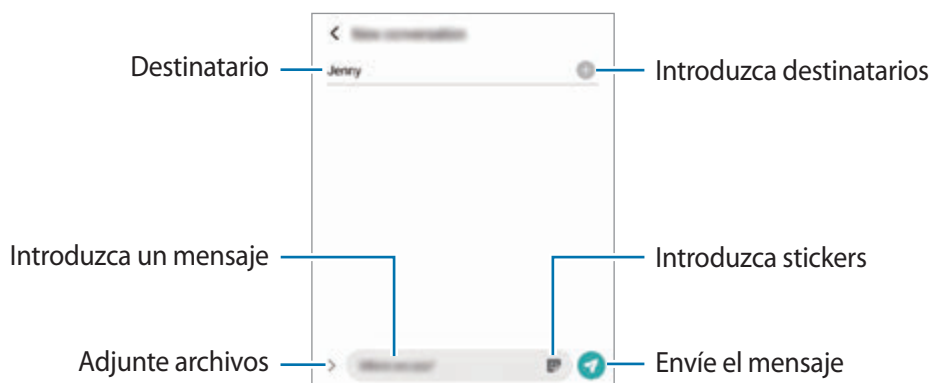 Destinatario
Jenny
Introduzca destinatarios
Introduzca un mensaje
Introduzca stickers
Adjunte archivos
Envíe el mensaje